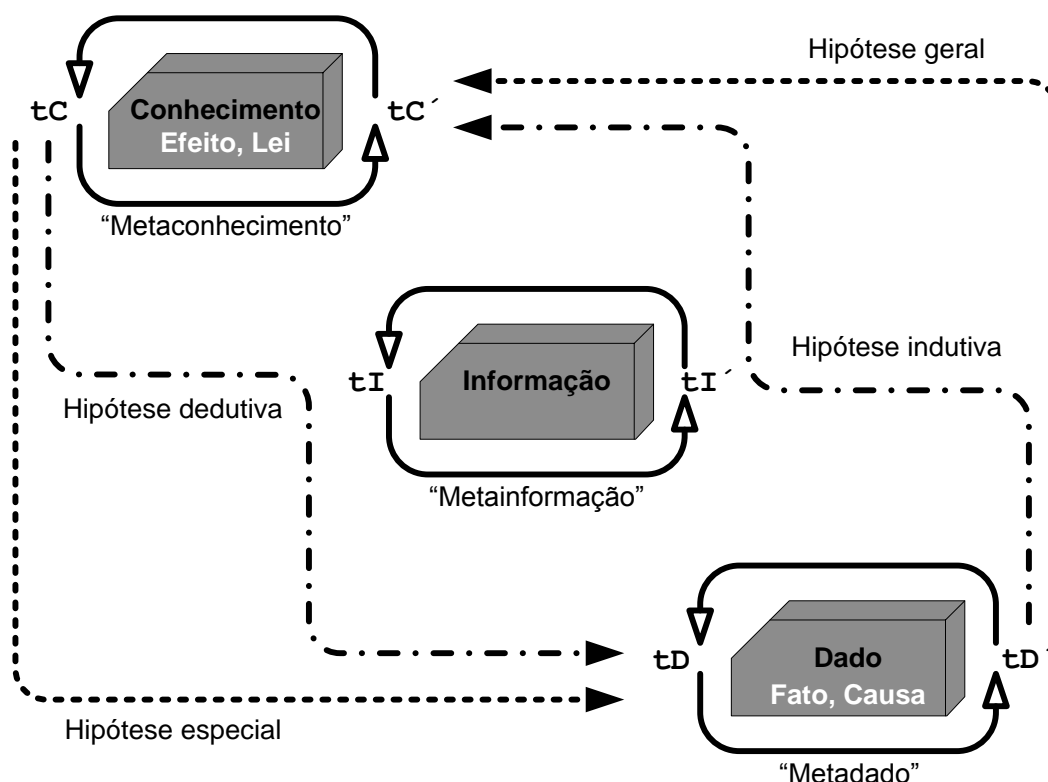 Hipótese geral
tC
Conhecimento
Efeito, Lei
tC´
“Metaconhecimento”
Hipótese indutiva
tI
Informação
tI´
Hipótese dedutiva
“Metainformação”
tD
Dado
Fato, Causa
tD´
Hipótese especial
“Metadado”